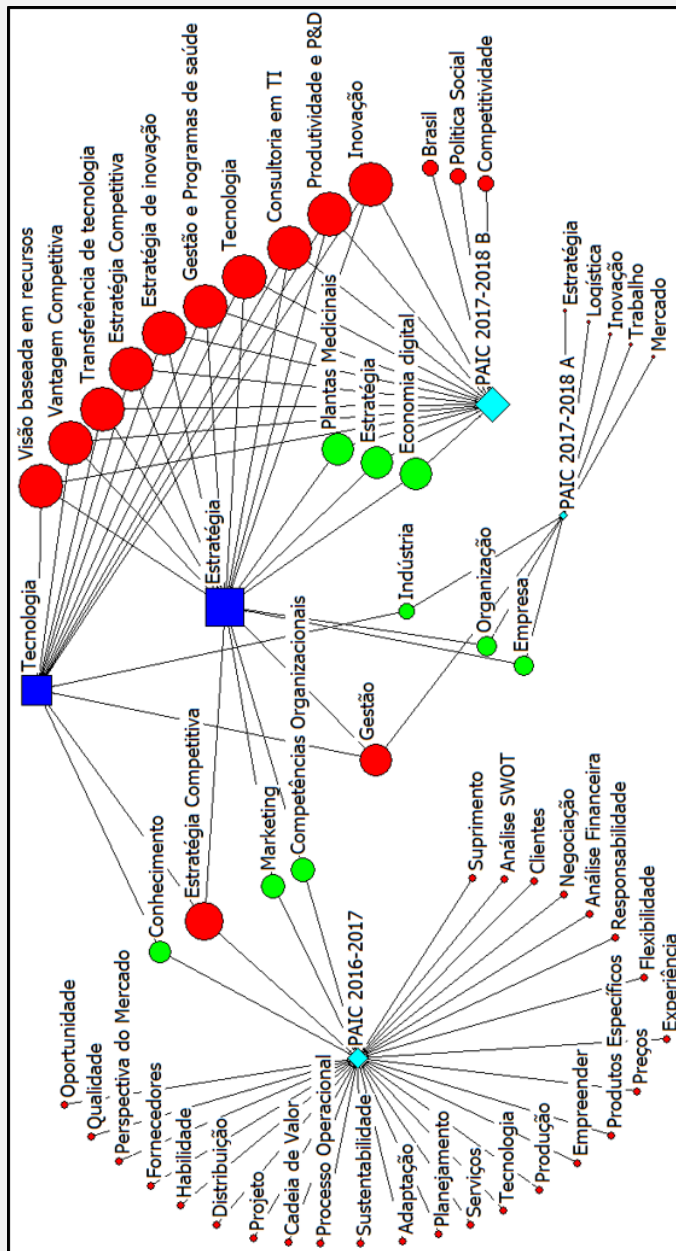 Oportunidade
Qualidade
Perspectiva do Mercado
Fornecedores
Habilidade
Distribuição
Projeto
Cadeia de Valor
Processo Operacional
Sustentabilidade
Adaptação
Planejamento
Serviços
Tecnologia
Produção
Empreender
Produtos Específicos
Preços
Experiência
Flexibilidade
Responsabilidade
Análise Financeira
Negociação
Clientes
Análise SWOT
Suprimento
PAIC 2016-2017
Conhecimento
Estratégia Competitiva
Marketing
Competências Organizacionais
Gestão
Tecnologia
Estratégia
Indústria
Organização
Empresa
Visão baseada em recursos
Vantagem Competitiva
Transferência de tecnologia
Estratégia Competitiva
Estratégia de inovação
Gestão e Programas de saúde
Tecnologia
Consultoria em TI
Produtividade e P&D
Inovação
Plantas Medicinais
Estratégia
Economia digital
PAIC 2017-2018 B
Brasil
Política Social
Competitividade
PAIC 2017-2018 A
Estratégia
Logística
Inovação
Trabalho
Mercado